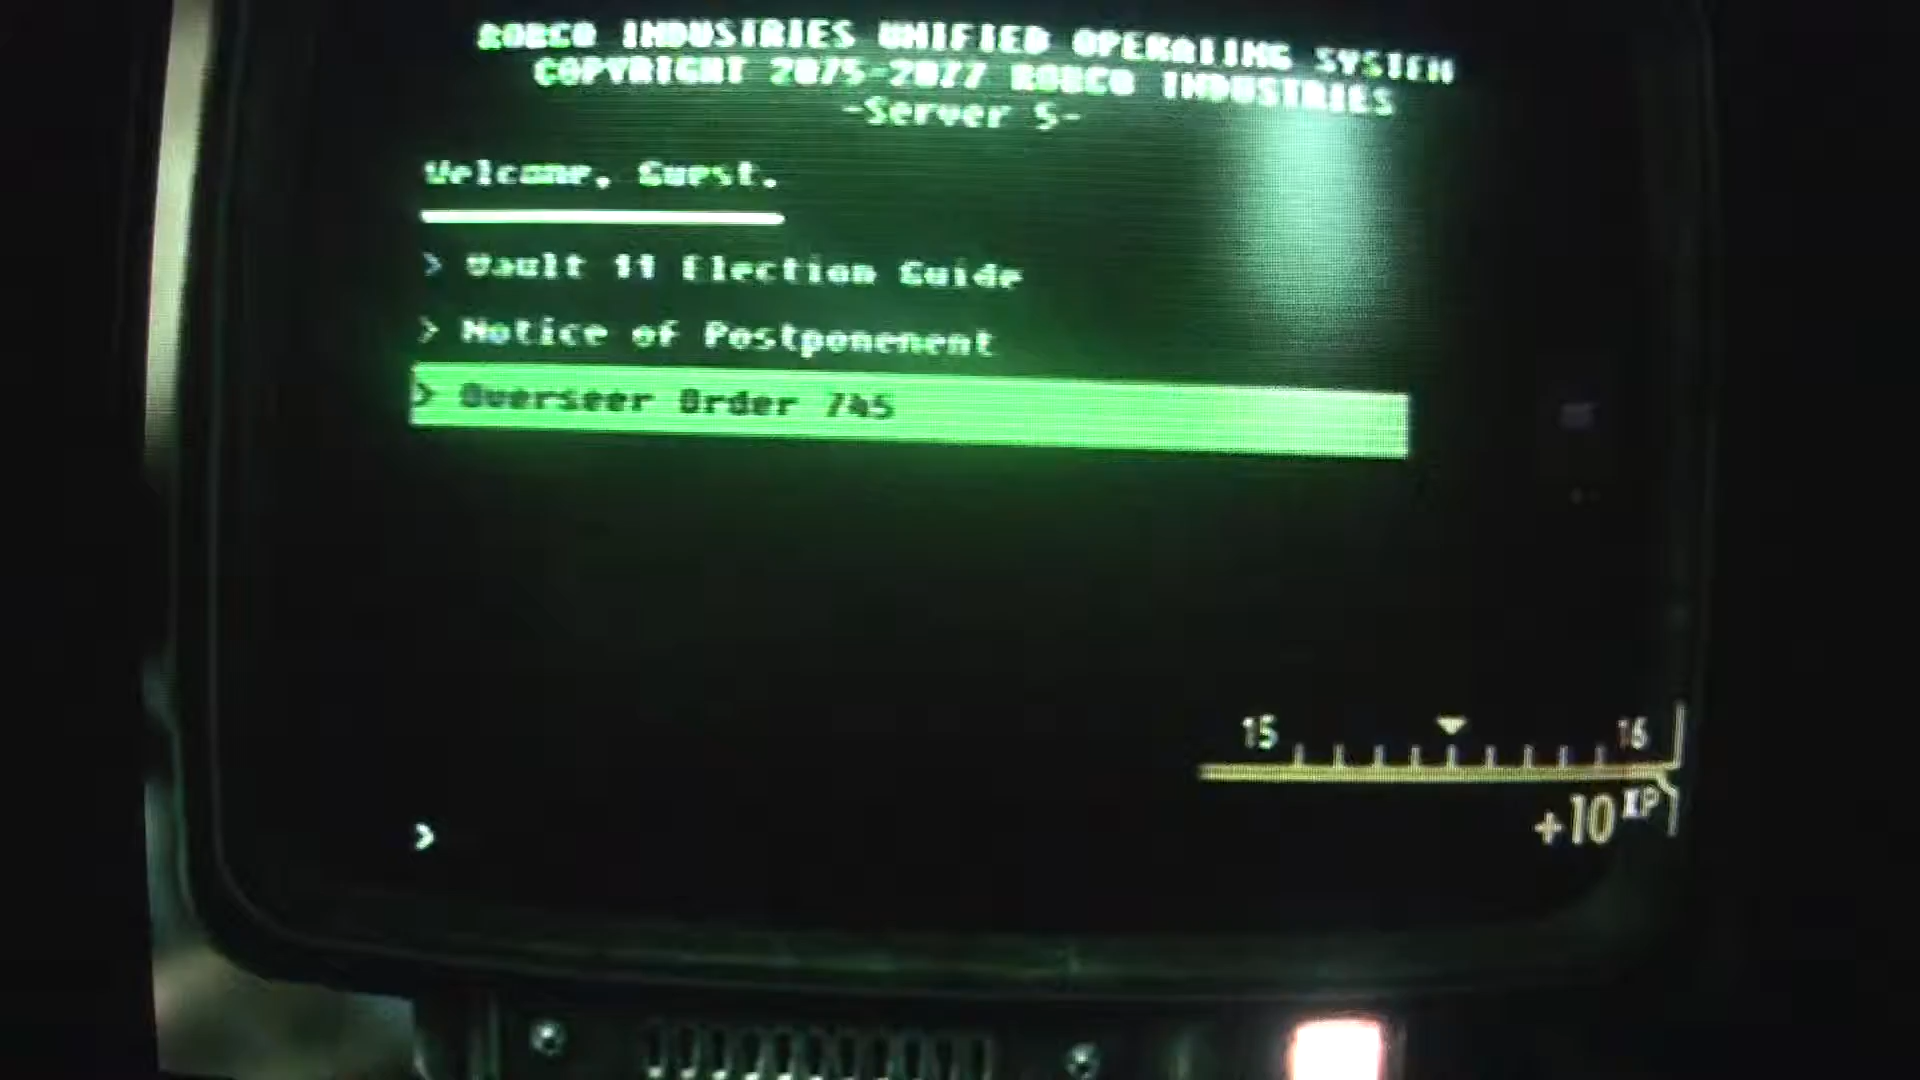 ROBCO INDUSTRIES UNIFIED OPERATING SYSTEM
COPYRIGHT 2075-2077 ROBCO INDUSTRIES
-Server 5-
Welcome, Guest.
> Vault 11 Election Guide
> Notice of Postponement
> Overseer Order 745
15 16
+10 XP
>